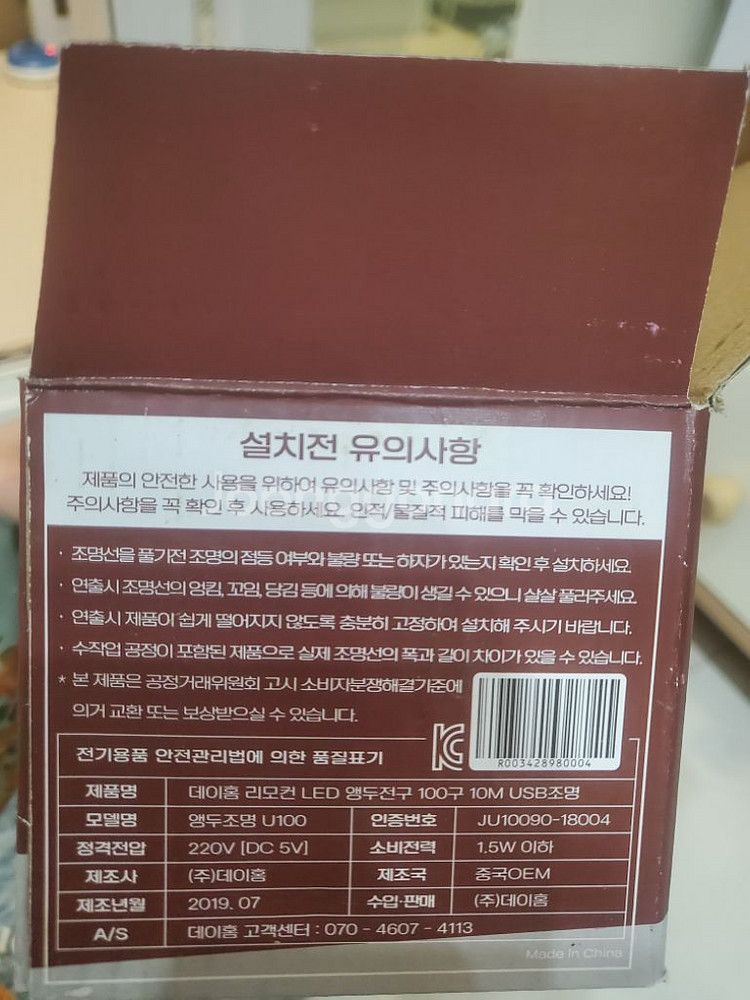 설치전 유의사항
제품의 안전한 사용을 위하여 유의사항 및 주의사항을 꼭 확인하세요!
주의사항을 꼭 확인 후 사용하세요. 인적/물질적 피해를 막을 수 있습니다.
· 조명선을 풀기전 조명의 점등 여부와 불량 또는 하자가 있는지 확인 후 설치하세요.
· 연출시 조명선의 엉킴, 꼬임, 당김 등에 의해 불량이 생길 수 있으니 살살 풀러주세요.
· 연출시 제품이 쉽게 떨어지지 않도록 충분히 고정하여 설치해 주시기 바랍니다.
· 수작업 공정이 포함된 제품으로 실제 조명선의 폭과 길이 차이가 있을 수 있습니다.
* 본 제품은 공정거래위원회 고시 소비자분쟁해결기준에
의거 교환 또는 보상받으실 수 있습니다.
R003428980004
전기용품 안전관리법에 의한 품질표기
제품명 데이홈 리모컨 LED 앵두전구 100구 10M USB조명
모델명 앵두조명 U100 인증번호 JU10090-18004
정격전압 220V [DC 5V] 소비전력 1.5W 이하
제조사 (주)데이홈 제조국 중국OEM
제조년월 2019. 07 수입·판매 (주)데이홈
A/S 데이홈 고객센터 : 070 - 4607 - 4113
Made In China